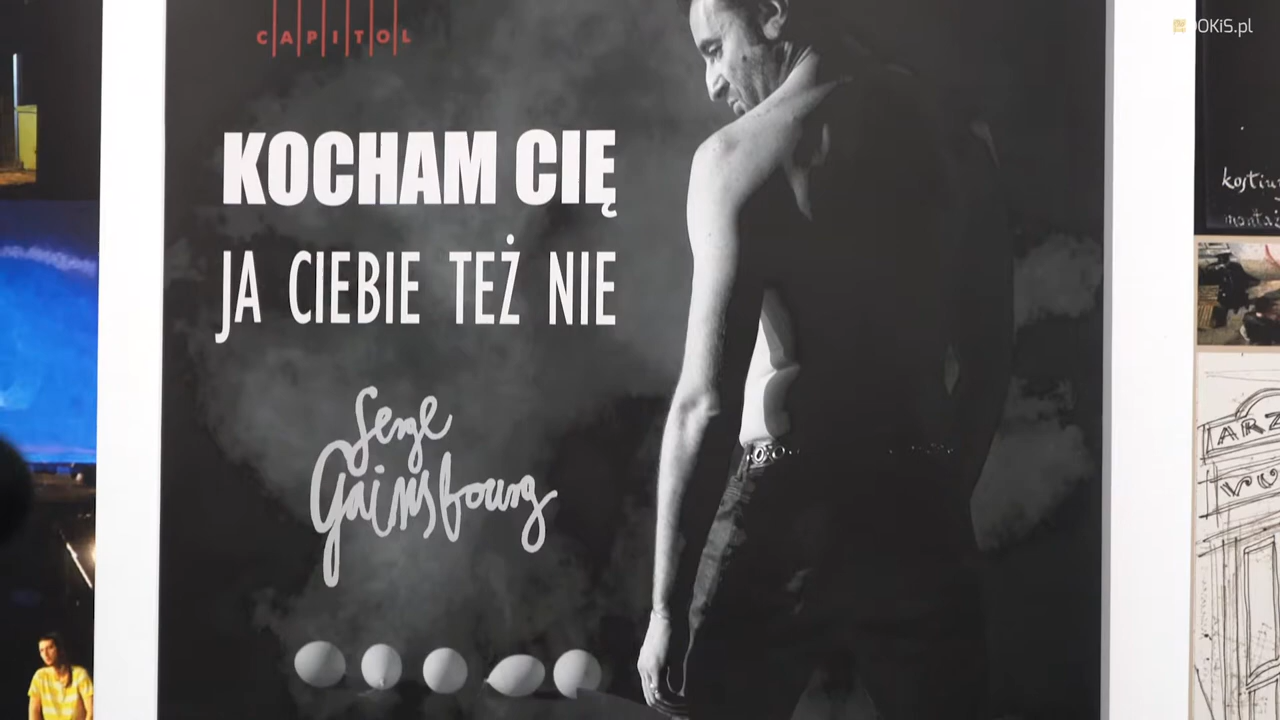 CAPITOL
OKiS.pl
KOCHAM CIĘ
JA CIEBIE TEŻ NIE
Serge
Gainsbourg